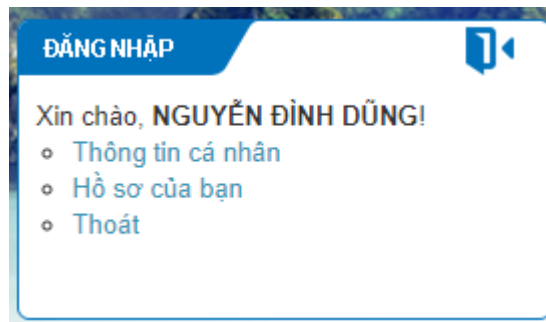 ĐĂNG NHẬP
Xin chào, NGUYỄN ĐÌNH DŨNG!
Thông tin cá nhân
Hồ sơ của bạn
Thoát